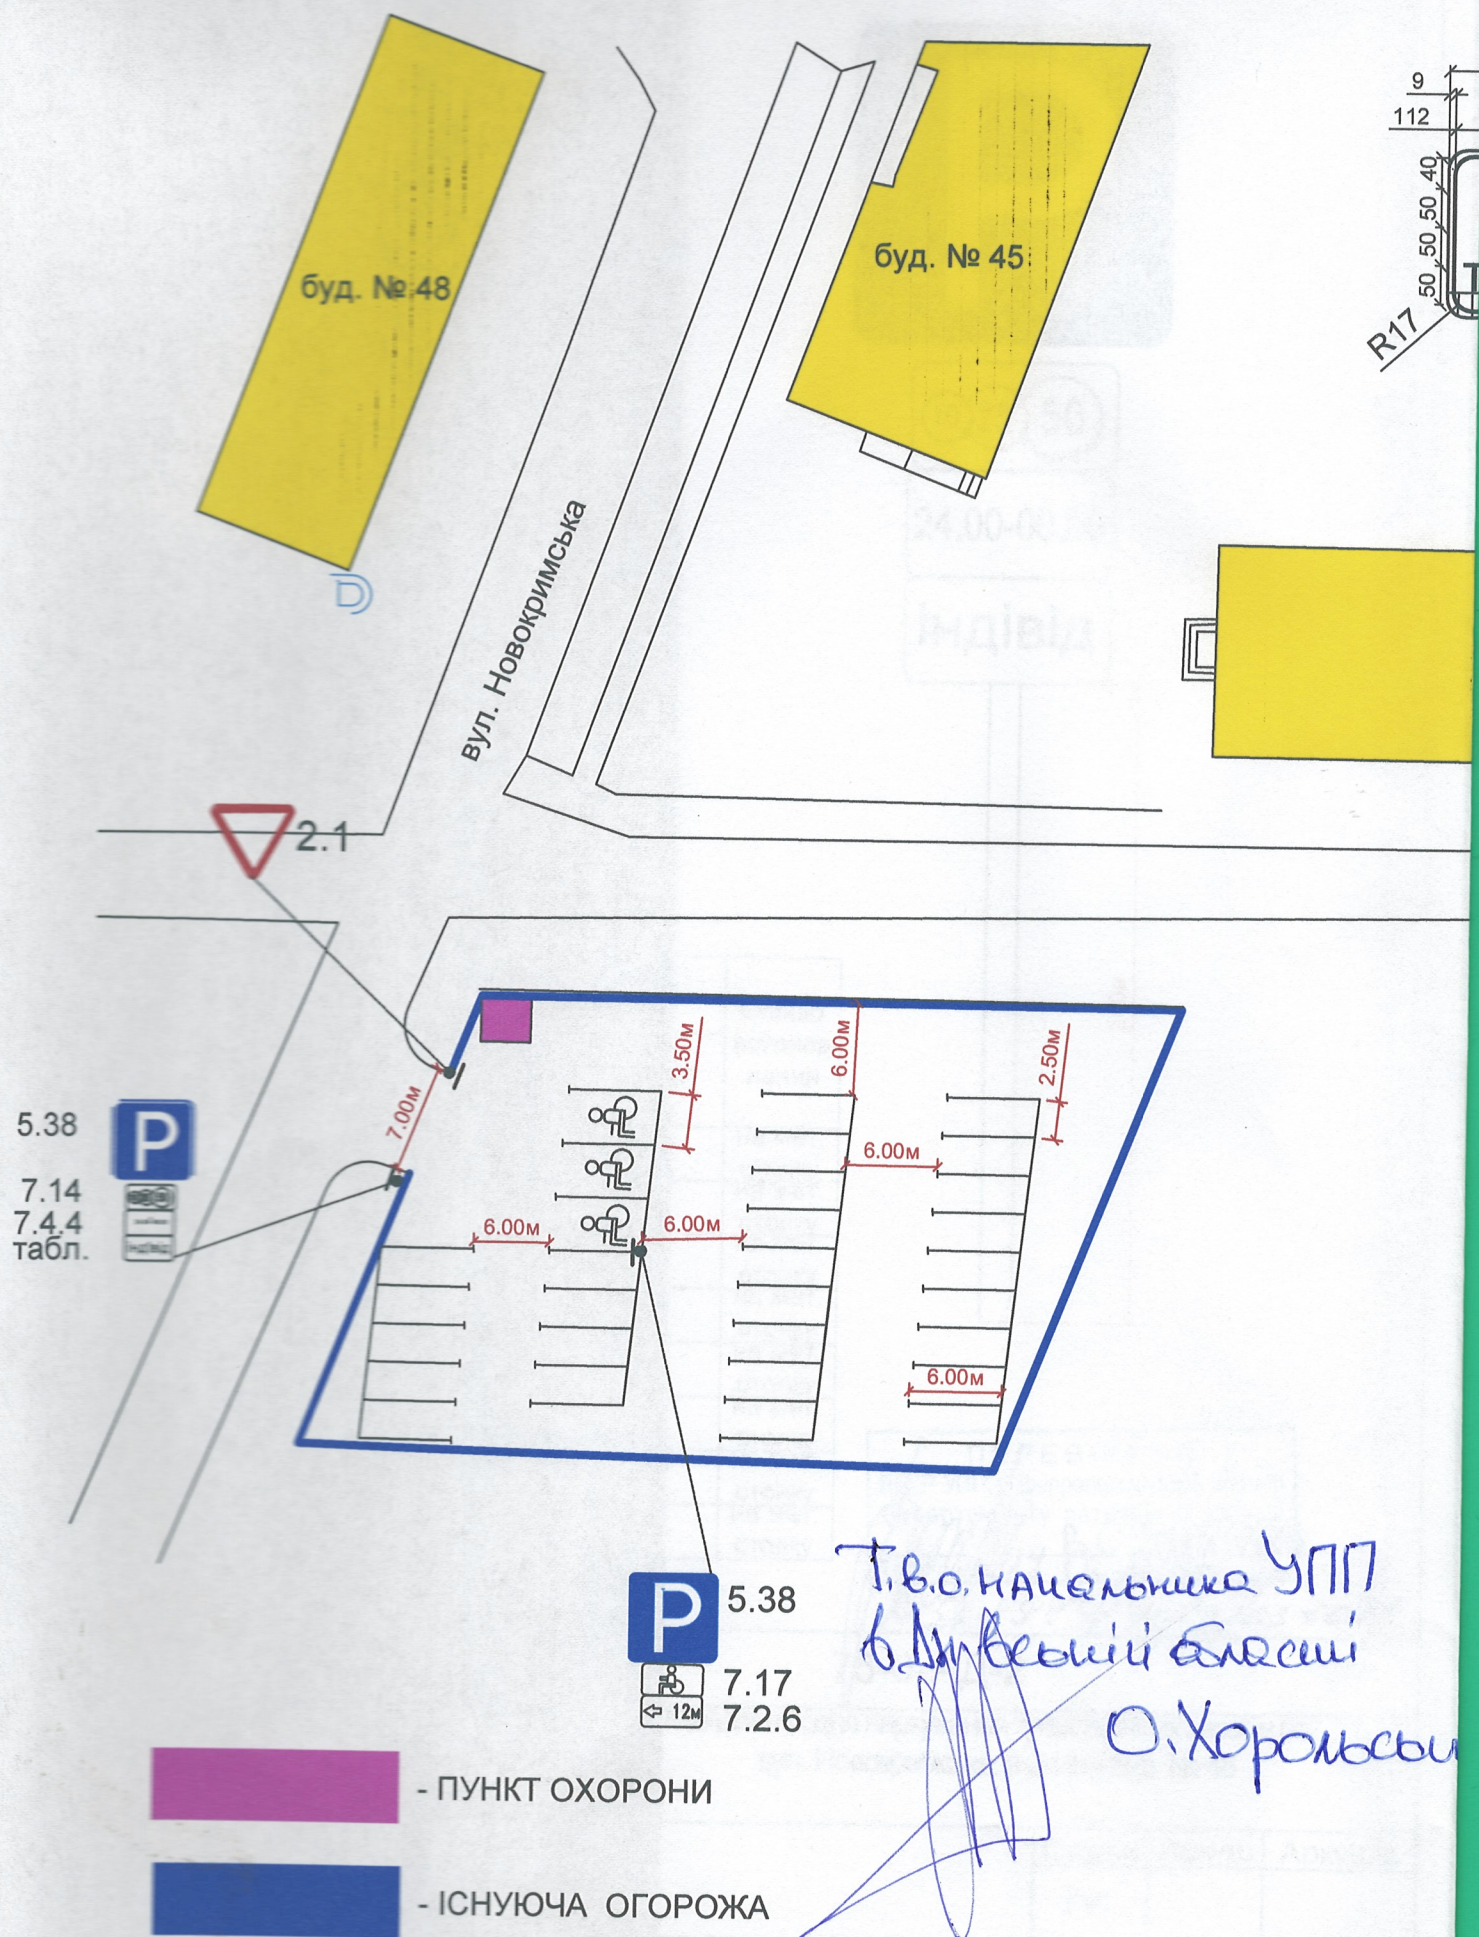 9
112
40
50
50
50
R17
буд. № 48
буд. № 45
вул. Новокримська
2.1
3.50м
6.00м
2.50м
7.00м
5.38
P
7.14
7.4.4
табл.
6.00м
6.00м
6.00м
6.00м
P
5.38
7.17
12м
7.2.6
Т.в.о. начальника УПП
області
О. Хорольськ
- ПУНКТ ОХОРОНИ
- ІСНУЮЧА ОГОРОЖА